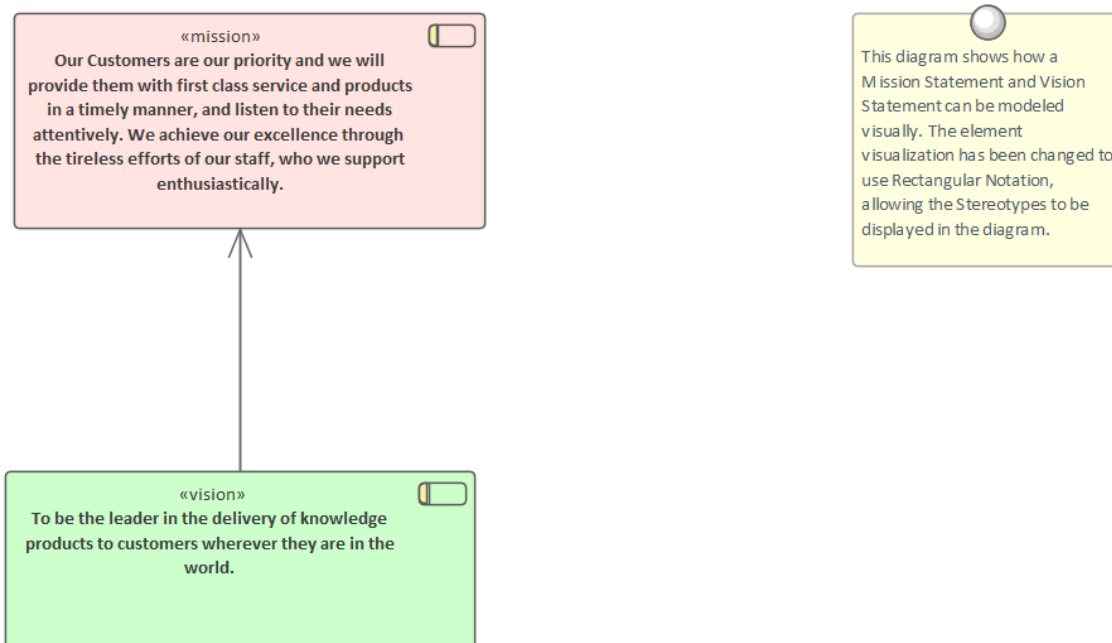 «mission»
Our Customers are our priority and we will
provide them with first class service and products
in a timely manner, and listen to their needs
attentively. We achieve our excellence through
the tireless efforts of our staff, who we support
enthusiastically.
This diagram shows how a
Mission Statement and Vision
Statement can be modeled
visually. The element
visualization has been changed to
use Rectangular Notation,
allowing the Stereotypes to be
displayed in the diagram.
«vision»
To be the leader in the delivery of knowledge
products to customers wherever they are in the
world.